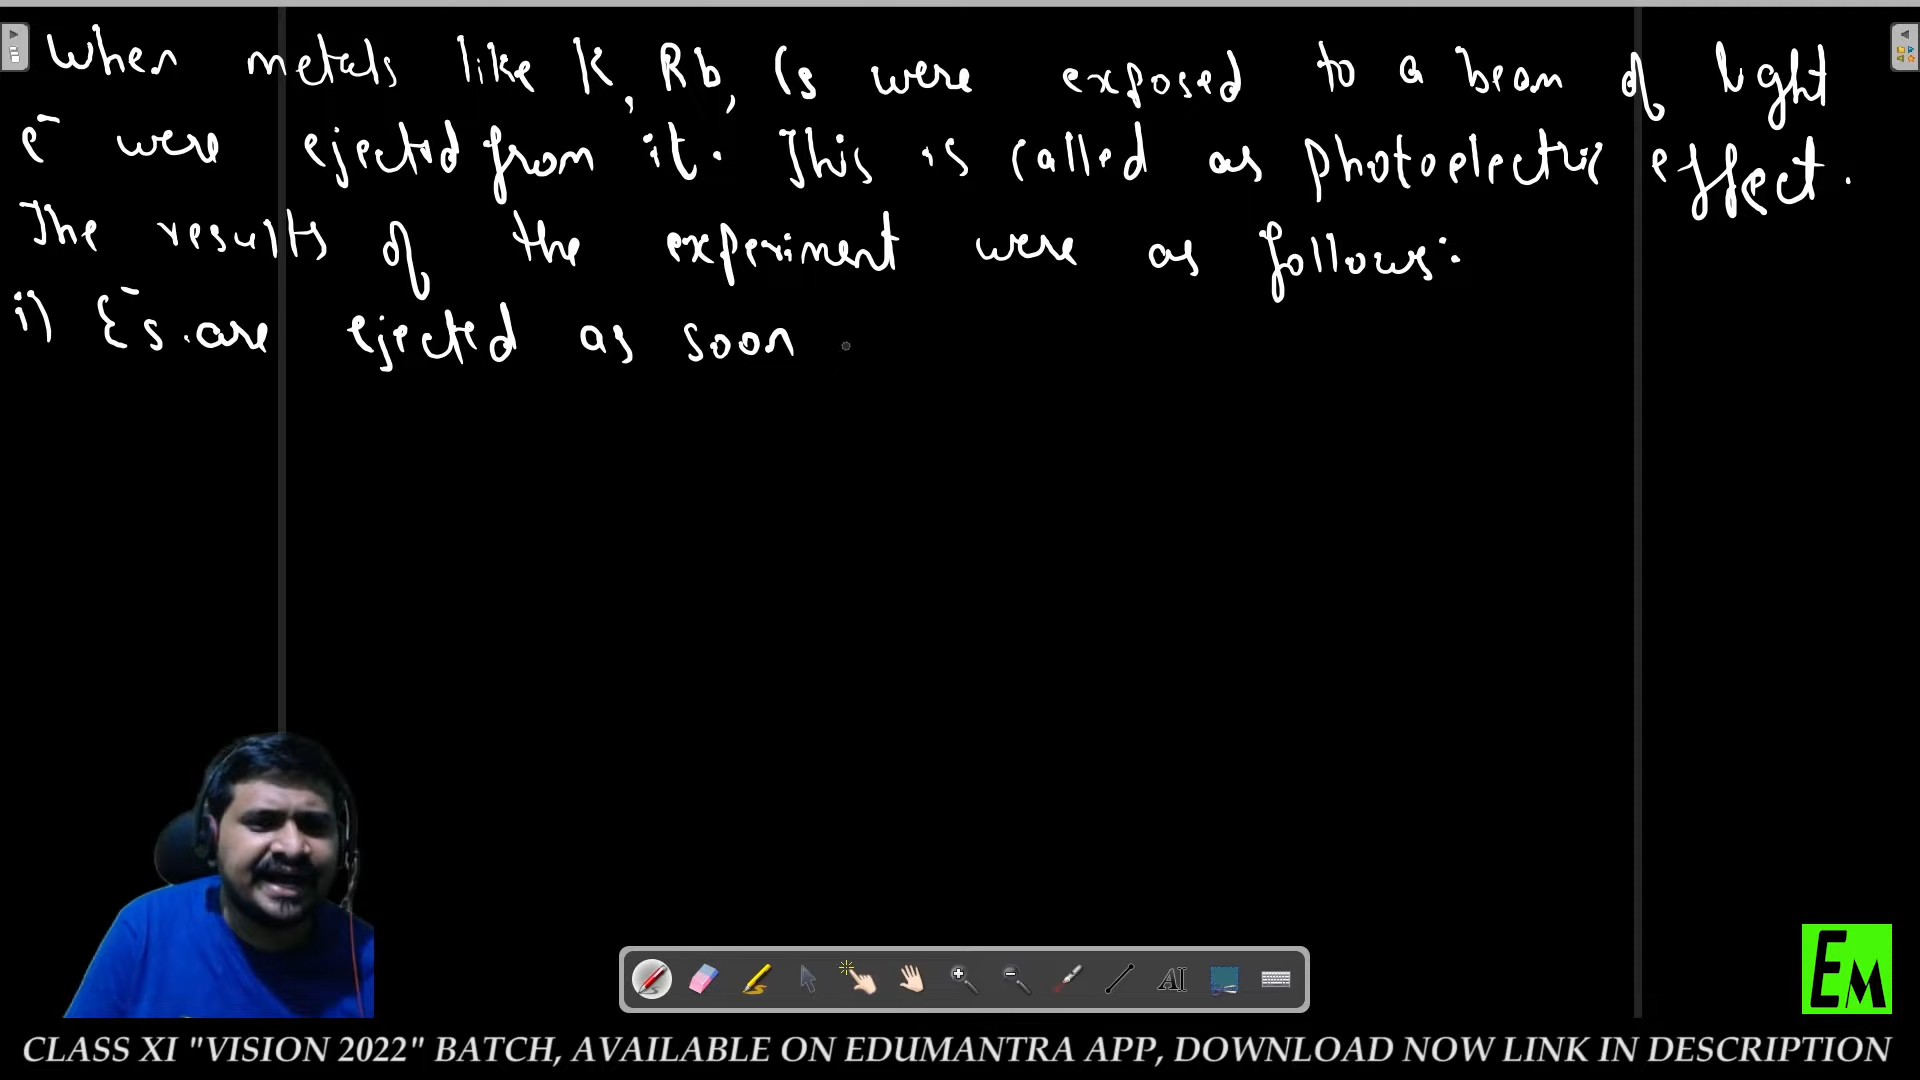 When metals like K, Rb, Cs were exposed to a beam of light
e⁻ were ejected from it. This is called as photoelectric effect.
The results of the experiment were as follows:
i) E⁻s are ejected as soon
AI
EM
CLASS XI "VISION 2022" BATCH, AVAILABLE ON EDUMANTRA APP, DOWNLOAD NOW LINK IN DESCRIPTION